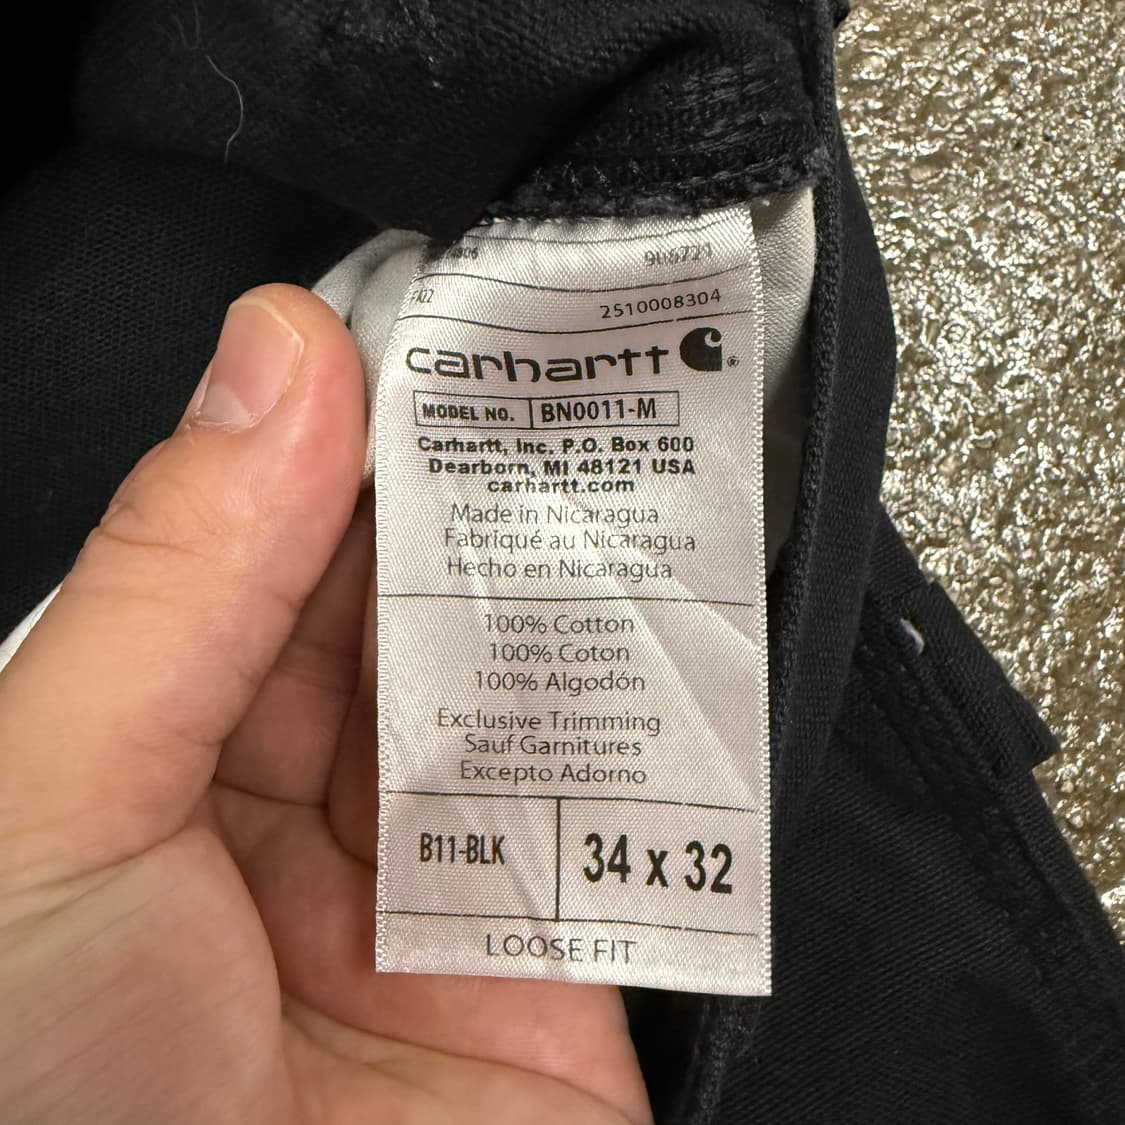 2510008304
carhartt
MODEL NO. BN0011-M
Carhartt, Inc. P.O. Box 600
Dearborn, MI 48121 USA
carhartt.com
Made in Nicaragua
Fabriqué au Nicaragua
Hecho en Nicaragua
100% Cotton
100% Coton
100% Algodón
Exclusive Trimming
Sauf Garnitures
Excepto Adorno
B11-BLK 34 x 32
LOOSE FIT